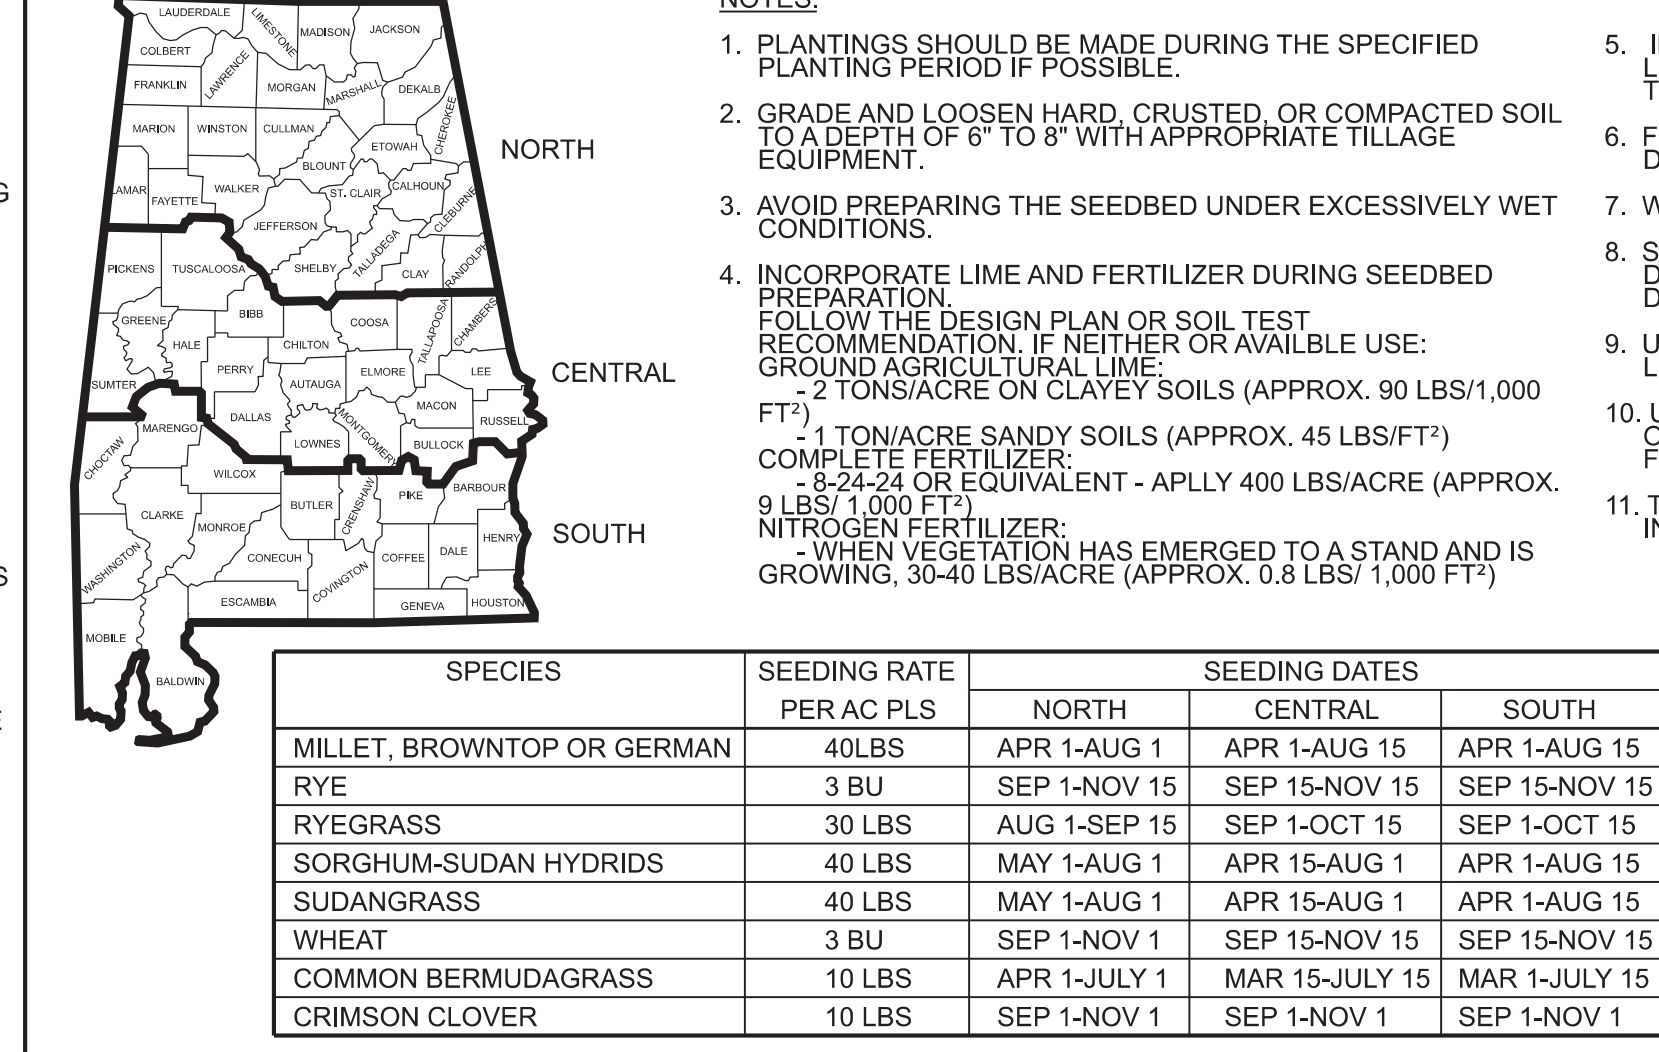 LAUDERDALE
LIMESTONE
MADISON
JACKSON
COLBERT
LAWRENCE
FRANKLIN
MORGAN
MARSHALL
DEKALB
CHEROKEE
MARION
WINSTON
CULLMAN
ETOWAH
BLOUNT
LAMAR
FAYETTE
WALKER
ST. CLAIR
CALHOUN
CLEBURNE
JEFFERSON
TALLADEGA
RANDOLPH
PICKENS
TUSCALOOSA
SHELBY
CLAY
NORTH
GREENE
BIBB
COOSA
TALLAPOOSA
CHAMBERS
HALE
CHILTON
PERRY
AUTAUGA
ELMORE
LEE
SUMTER
DALLAS
MACON
RUSSELL
MONTGOMERY
LOWNES
BULLOCK
CENTRAL
MARENGO
CHOCTAW
WILCOX
BUTLER
CRENSHAW
PIKE
BARBOUR
CLARKE
MONROE
CONECUH
COVINGTON
COFFEE
DALE
HENRY
WASHINGTON
ESCAMBIA
GENEVA
HOUSTON
MOBILE
BALDWIN
SOUTH
NOTES:
1. PLANTINGS SHOULD BE MADE DURING THE SPECIFIED
PLANTING PERIOD IF POSSIBLE.
2. GRADE AND LOOSEN HARD, CRUSTED, OR COMPACTED SOIL
TO A DEPTH OF 6" TO 8" WITH APPROPRIATE TILLAGE
EQUIPMENT.
3. AVOID PREPARING THE SEEDBED UNDER EXCESSIVELY WET
CONDITIONS.
4. INCORPORATE LIME AND FERTILIZER DURING SEEDBED
PREPARATION.
FOLLOW THE DESIGN PLAN OR SOIL TEST
RECOMMENDATION. IF NEITHER OR AVAILBLE USE:
GROUND AGRICULTURAL LIME:
- 2 TONS/ACRE ON CLAYEY SOILS (APPROX. 90 LBS/1,000
FT²)
- 1 TON/ACRE SANDY SOILS (APPROX. 45 LBS/FT²)
COMPLETE FERTILIZER:
- 8-24-24 OR EQUIVALENT - APLLY 400 LBS/ACRE (APPROX.
9 LBS/ 1,000 FT²)
NITROGEN FERTILIZER:
- WHEN VEGETATION HAS EMERGED TO A STAND AND IS
GROWING, 30-40 LBS/ACRE (APPROX. 0.8 LBS/ 1,000 FT²)
5.
6.
7.
8.
9.
10.
11.
SPECIES SEEDING RATE SEEDING DATES
PER AC PLS NORTH CENTRAL SOUTH
MILLET, BROWNTOP OR GERMAN 40LBS APR 1-AUG 1 APR 1-AUG 15 APR 1-AUG 15
RYE 3 BU SEP 1-NOV 15 SEP 15-NOV 15 SEP 15-NOV 15
RYEGRASS 30 LBS AUG 1-SEP 15 SEP 1-OCT 15 SEP 1-OCT 15
SORGHUM-SUDAN HYDRIDS 40 LBS MAY 1-AUG 1 APR 15-AUG 1 APR 1-AUG 15
SUDANGRASS 40 LBS MAY 1-AUG 1 APR 15-AUG 1 APR 1-AUG 15
WHEAT 3 BU SEP 1-NOV 1 SEP 15-NOV 15 SEP 15-NOV 15
COMMON BERMUDAGRASS 10 LBS APR 1-JULY 1 MAR 15-JULY 15 MAR 1-JULY 15
CRIMSON CLOVER 10 LBS SEP 1-NOV 1 SEP 1-NOV 1 SEP 1-NOV 1